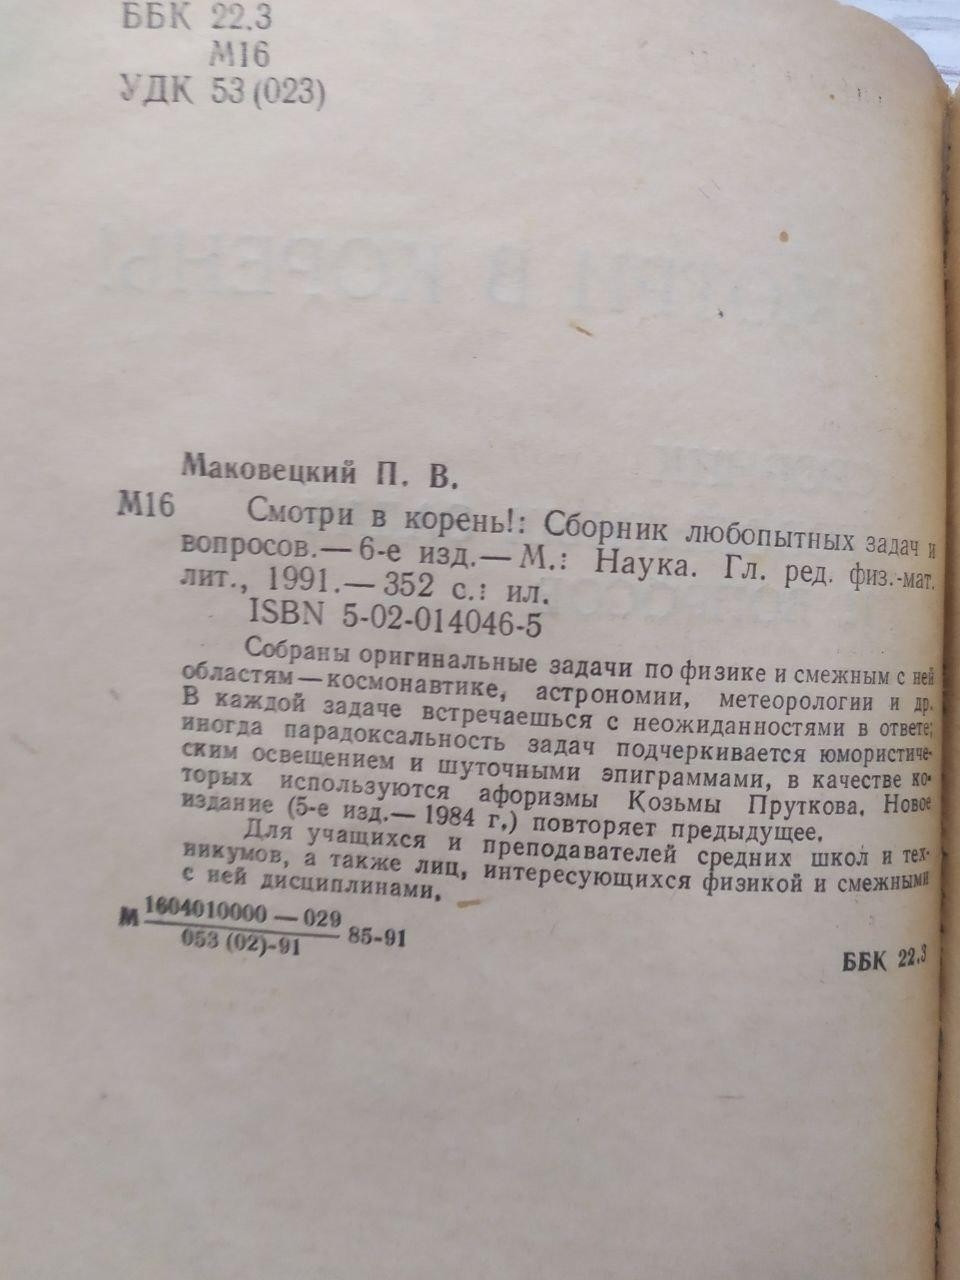 ББК 22.3
М16
УДК 53(023)
Маковецкий П. В.
М16 Смотри в корень!: Сборник любопытных задач и
вопросов.— 6-е изд.— М.: Наука. Гл. ред. физ.-мат.
лит., 1991.— 352 с.: ил.
ISBN 5-02-014046-5
Собраны оригинальные задачи по физике и смежным с ней
областям—космонавтике, астрономии, метеорологии и др.
В каждой задаче встречаешься с неожиданностями в ответе;
иногда парадоксальность задач подчеркивается юмористиче-
ским освещением и шуточными эпиграммами, в качестве ко-
торых используются афоризмы Козьмы Пруткова. Новое
издание (5-е изд.— 1984 г.) повторяет предыдущее.
Для учащихся и преподавателей средних школ и тех-
никумов, а также лиц, интересующихся физикой и смежными
с ней дисциплинами.
М 1604010000 — 029
053 (02)-91 85-91
ББК 22.3